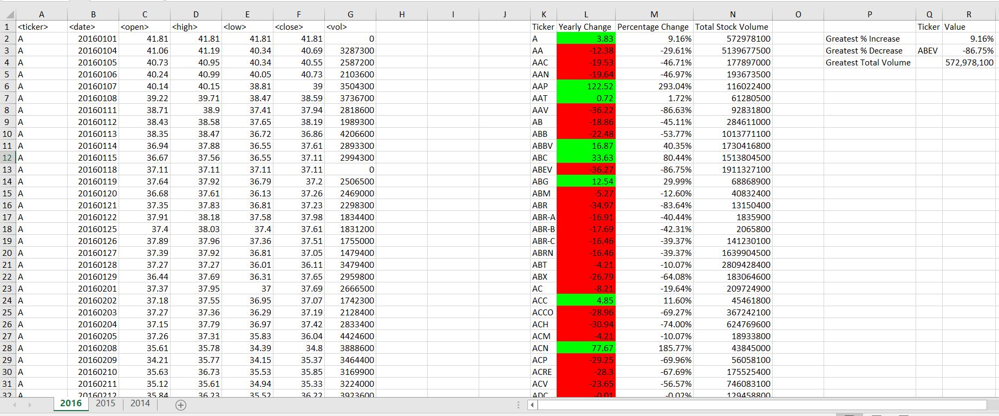 A B C D E F G H I J K L M N O P Q R
1 <ticker> <date> <open> <high> <low> <close> <vol> Ticker Yearly Change Percentage Change Total Stock Volume Ticker Value
2 A 20160101 41.81 41.81 41.81 41.81 0 A 3.83 9.16% 572978100 Greatest % Increase 9.16%
3 A 20160104 41.06 41.19 40.34 40.69 3287300 AA -12.38 -29.61% 5139677500 Greatest % Decrease ABEV -86.75%
4 A 20160105 40.73 40.95 40.34 40.55 2587200 AAC -19.53 -46.71% 177897000 Greatest Total Volume 572,978,100
5 A 20160106 40.24 40.99 40.05 40.73 2103600 AAN -19.64 -46.97% 193673500
6 A 20160107 40.14 40.15 38.81 39 3504300 AAP 122.52 293.04% 116022400
7 A 20160108 39.22 39.71 38.47 38.59 3736700 AAT 0.72 1.72% 61280500
8 A 20160111 38.71 38.9 37.41 37.94 2818600 AAV -36.22 -86.63% 92831800
9 A 20160112 38.43 38.58 37.65 38.19 1989300 AB -18.86 -45.11% 284611000
10 A 20160113 38.35 38.47 36.72 36.86 4206600 ABB -22.48 -53.77% 1013771100
11 A 20160114 36.94 37.88 36.55 37.61 2893300 ABBV 16.87 40.35% 1730416800
12 A 20160115 36.67 37.56 36.55 37.11 2994300 ABC 33.63 80.44% 1513804500
13 A 20160118 37.11 37.11 37.11 37.11 0 ABEV -36.27 -86.75% 1911327100
14 A 20160119 37.64 37.92 36.79 37.2 2506500 ABG 12.54 29.99% 68868900
15 A 20160120 36.68 37.61 36.13 37.26 2469000 ABM -5.27 -12.60% 40832400
16 A 20160121 37.35 37.83 36.81 37.23 2298300 ABR -34.97 -83.64% 13150400
17 A 20160122 37.91 38.18 37.58 37.98 1834400 ABR-A -16.91 -40.44% 1835900
18 A 20160125 37.4 38.03 37.4 37.61 1831200 ABR-B -17.69 -42.31% 2065800
19 A 20160126 37.89 37.96 37.36 37.51 1755000 ABR-C -16.46 -39.37% 141230100
20 A 20160127 37.39 37.92 36.81 37.05 1479400 ABRN -16.46 -39.37% 1639904500
21 A 20160128 37.27 37.27 36.01 36.11 3479400 ABT -4.21 -10.07% 2809428400
22 A 20160129 36.44 37.69 36.31 37.65 2959800 ABX -26.79 -64.08% 183064600
23 A 20160201 37.37 37.95 37 37.69 2666500 AC -8.21 -19.64% 209724900
24 A 20160202 37.18 37.55 36.95 37.07 1742300 ACC 4.85 11.60% 45461800
25 A 20160203 37.27 37.36 36.29 37.19 2128400 ACCO -28.96 -69.27% 367242100
26 A 20160204 37.15 37.79 36.97 37.42 2833400 ACH -30.94 -74.00% 624769600
27 A 20160205 37.26 37.31 35.83 36.04 4424600 ACM -4.21 -10.07% 18933800
28 A 20160208 35.61 35.78 34.39 34.8 3888600 ACN 77.67 185.77% 43845000
29 A 20160209 34.21 35.77 34.15 35.37 3464400 ACP -29.25 -69.96% 56058100
30 A 20160210 35.63 36.73 35.53 35.85 3169900 ACRE -28.3 -67.69% 175525400
31 A 20160211 35.12 35.61 34.94 35.33 3224000 ACV -23.65 -56.57% 746083100
32 A 20160212 35.84 36.23 35.52 36.22 3923600 ADC -0.01 -0.02% 129458800
2016 2015 2014